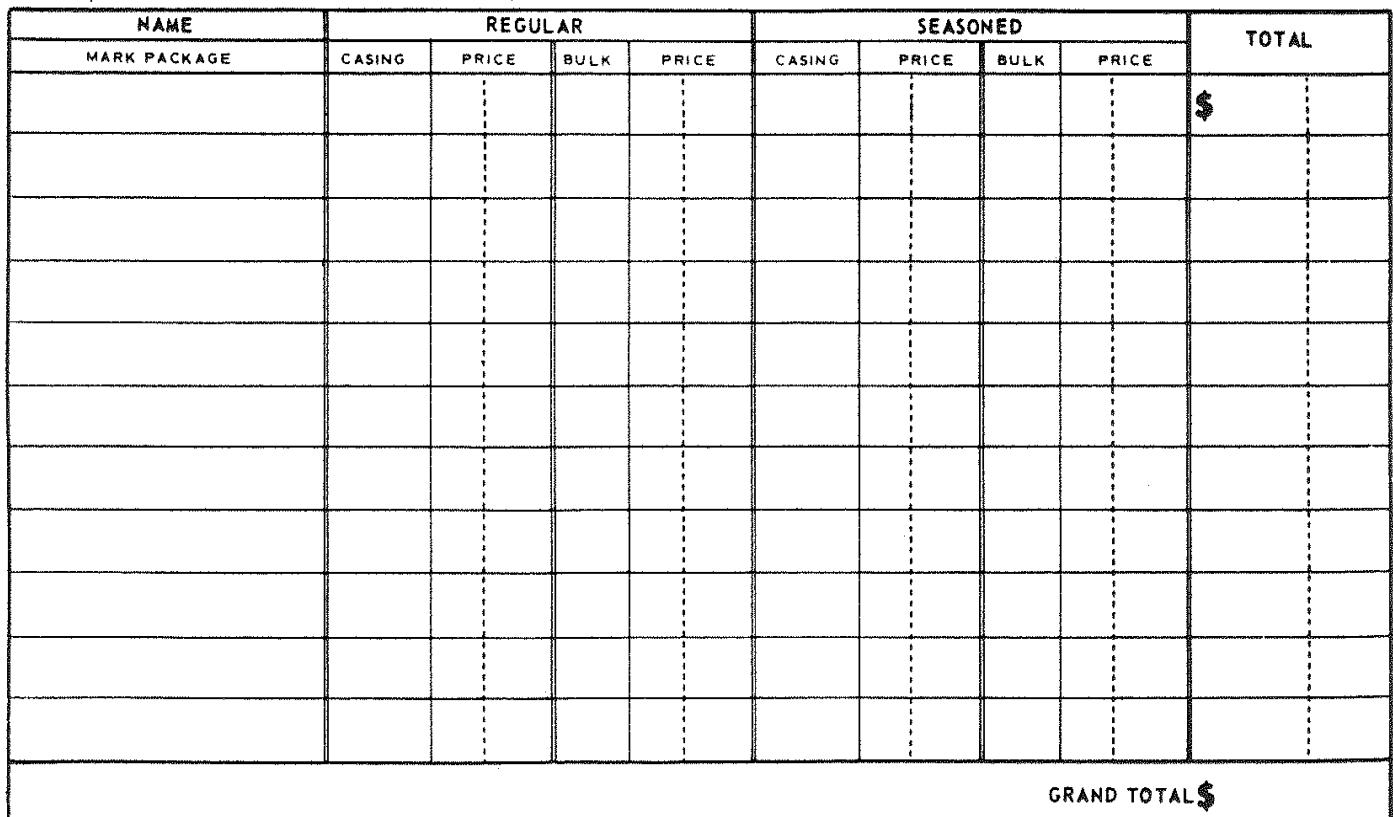 NAME REGULAR SEASONED TOTAL
MARK PACKAGE CASING PRICE BULK PRICE CASING PRICE BULK PRICE
$
GRAND TOTAL $